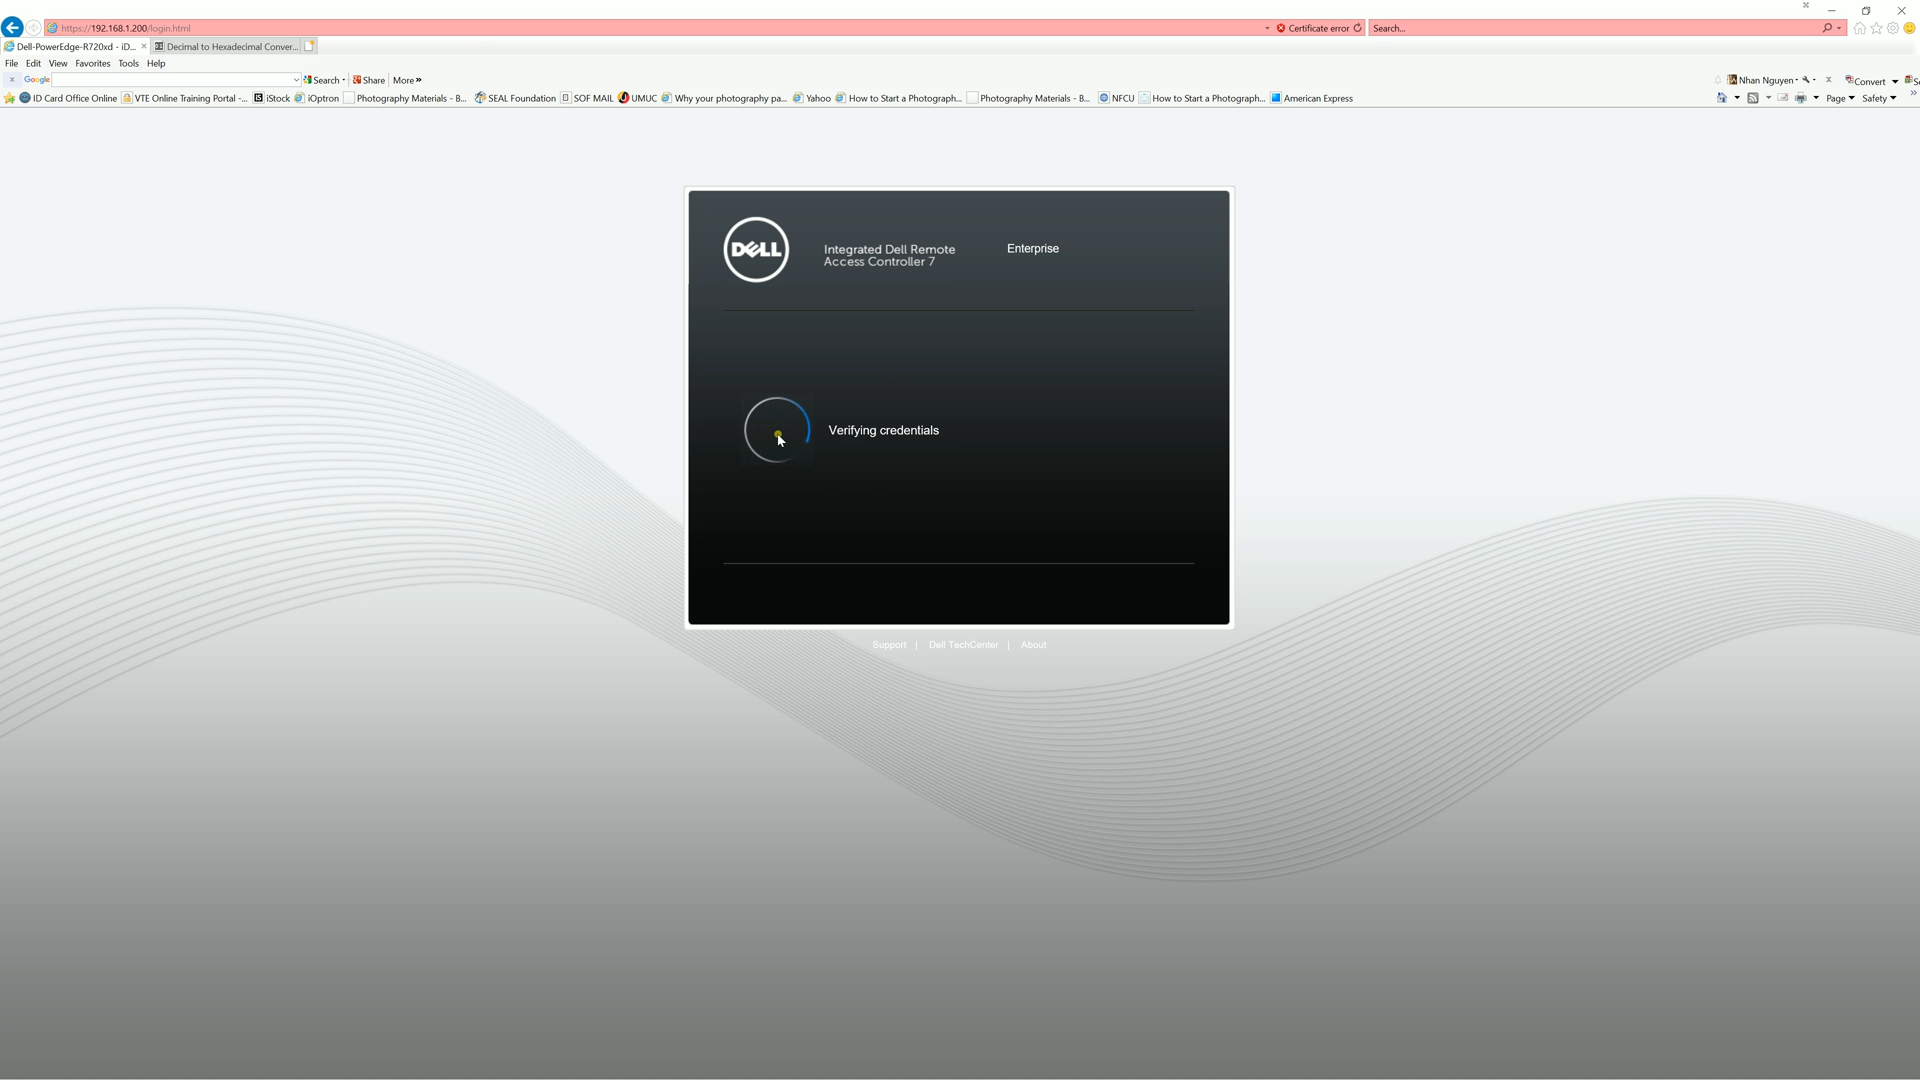 https://192.168.1.200/login.html
Certificate error
Search...
Dell-PowerEdge-R720xd - iD...
Decimal to Hexadecimal Conver...
File Edit View Favorites Tools Help
Google
Search
Share
More »
Nhan Nguyen
Convert
ID Card Office Online
VTE Online Training Portal -...
iStock
iOptron
Photography Materials - B...
SEAL Foundation
SOF MAIL
UMUC
Why your photography pa...
Yahoo
How to Start a Photograph...
Photography Materials - B...
NFCU
How to Start a Photograph...
American Express
Page
Safety
DELL
Integrated Dell Remote
Access Controller 7
Enterprise
Verifying credentials
Support | Dell TechCenter | About